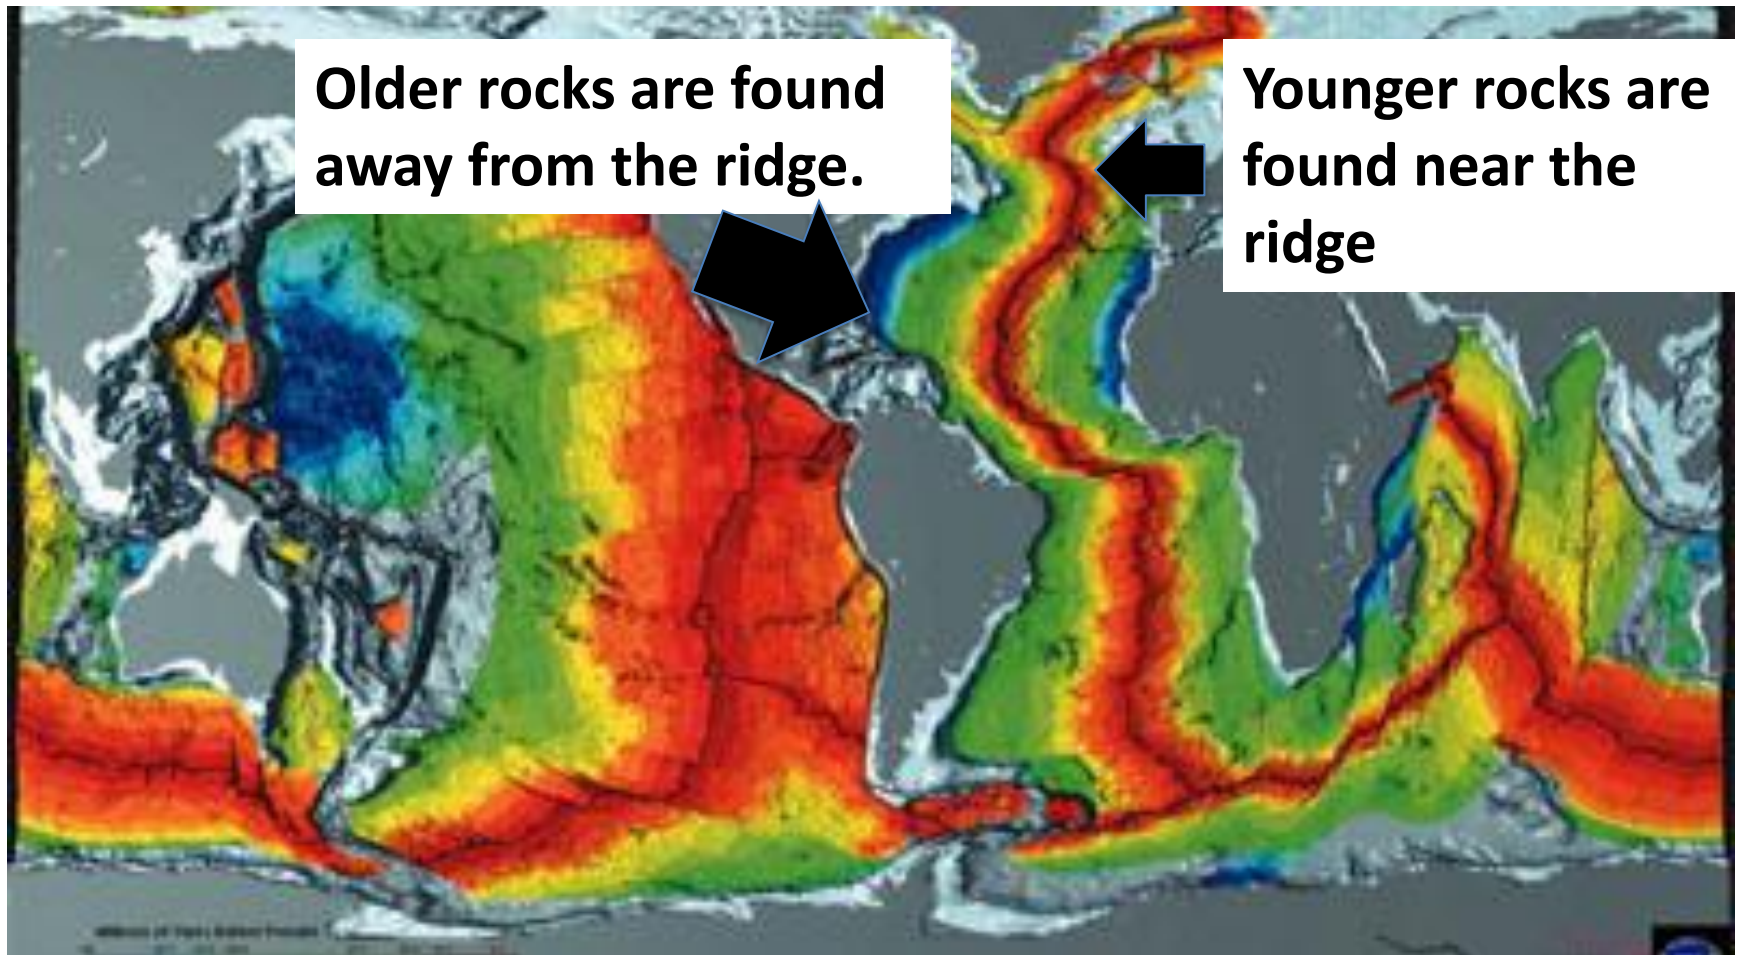 Older rocks are found
away from the ridge.
Younger rocks are
found near the
ridge